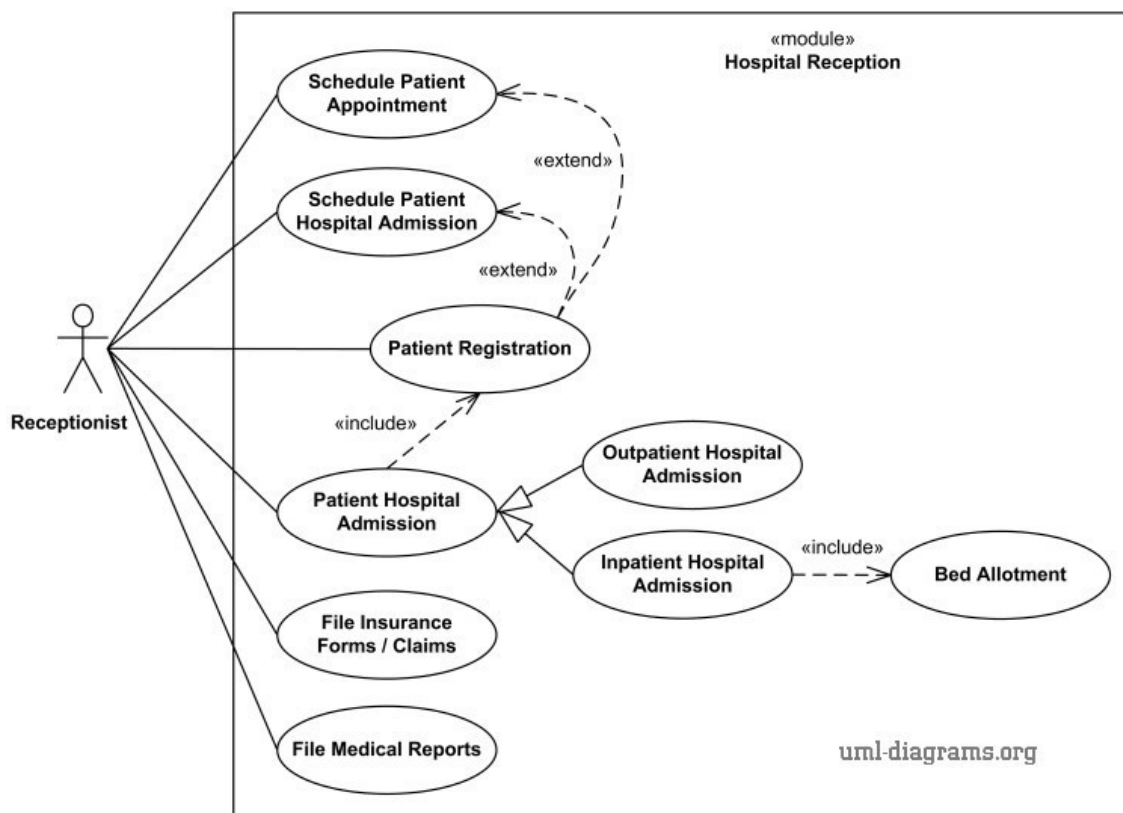 «module»
Hospital Reception
Schedule Patient
Appointment
«extend»
Schedule Patient
Hospital Admission
«extend»
Patient Registration
Receptionist
«include»
Outpatient Hospital
Admission
Patient Hospital
Admission
Inpatient Hospital
Admission
«include»
Bed Allotment
File Insurance
Forms / Claims
File Medical Reports
uml-diagrams.org